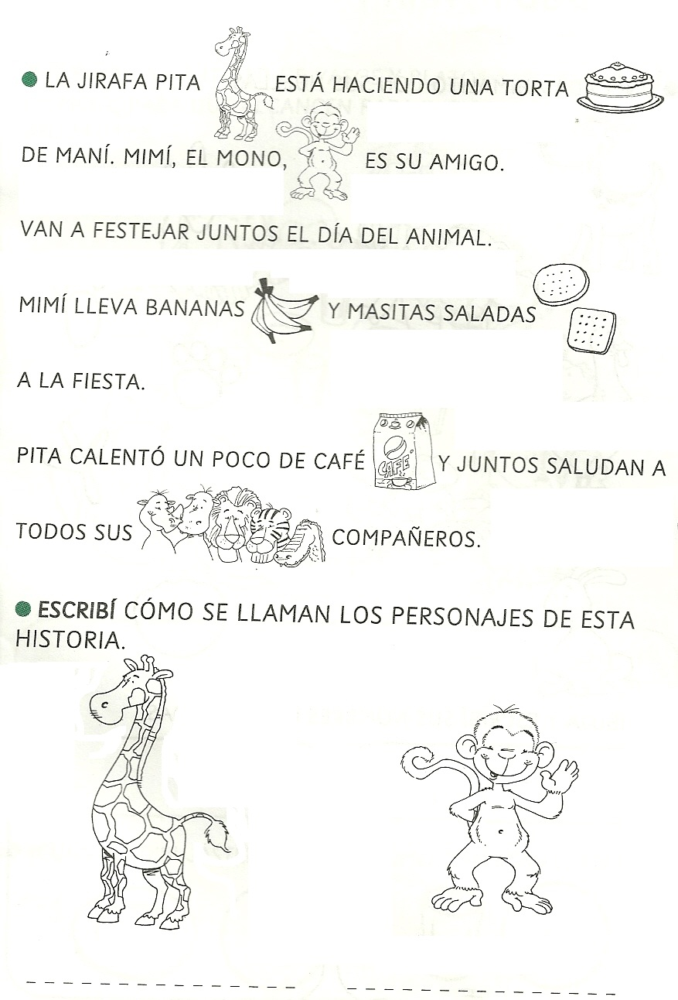 LA JIRAFA PITA ESTÁ HACIENDO UNA TORTA
DE MANÍ. MIMÍ, EL MONO, ES SU AMIGO.
VAN A FESTEJAR JUNTOS EL DÍA DEL ANIMAL.
MIMÍ LLEVA BANANAS Y MASITAS SALADAS
A LA FIESTA.
CAFÉ
PITA CALENTÓ UN POCO DE CAFÉ Y JUNTOS SALUDAN A
TODOS SUS COMPAÑEROS.
ESCRIBÍ CÓMO SE LLAMAN LOS PERSONAJES DE ESTA
HISTORIA.